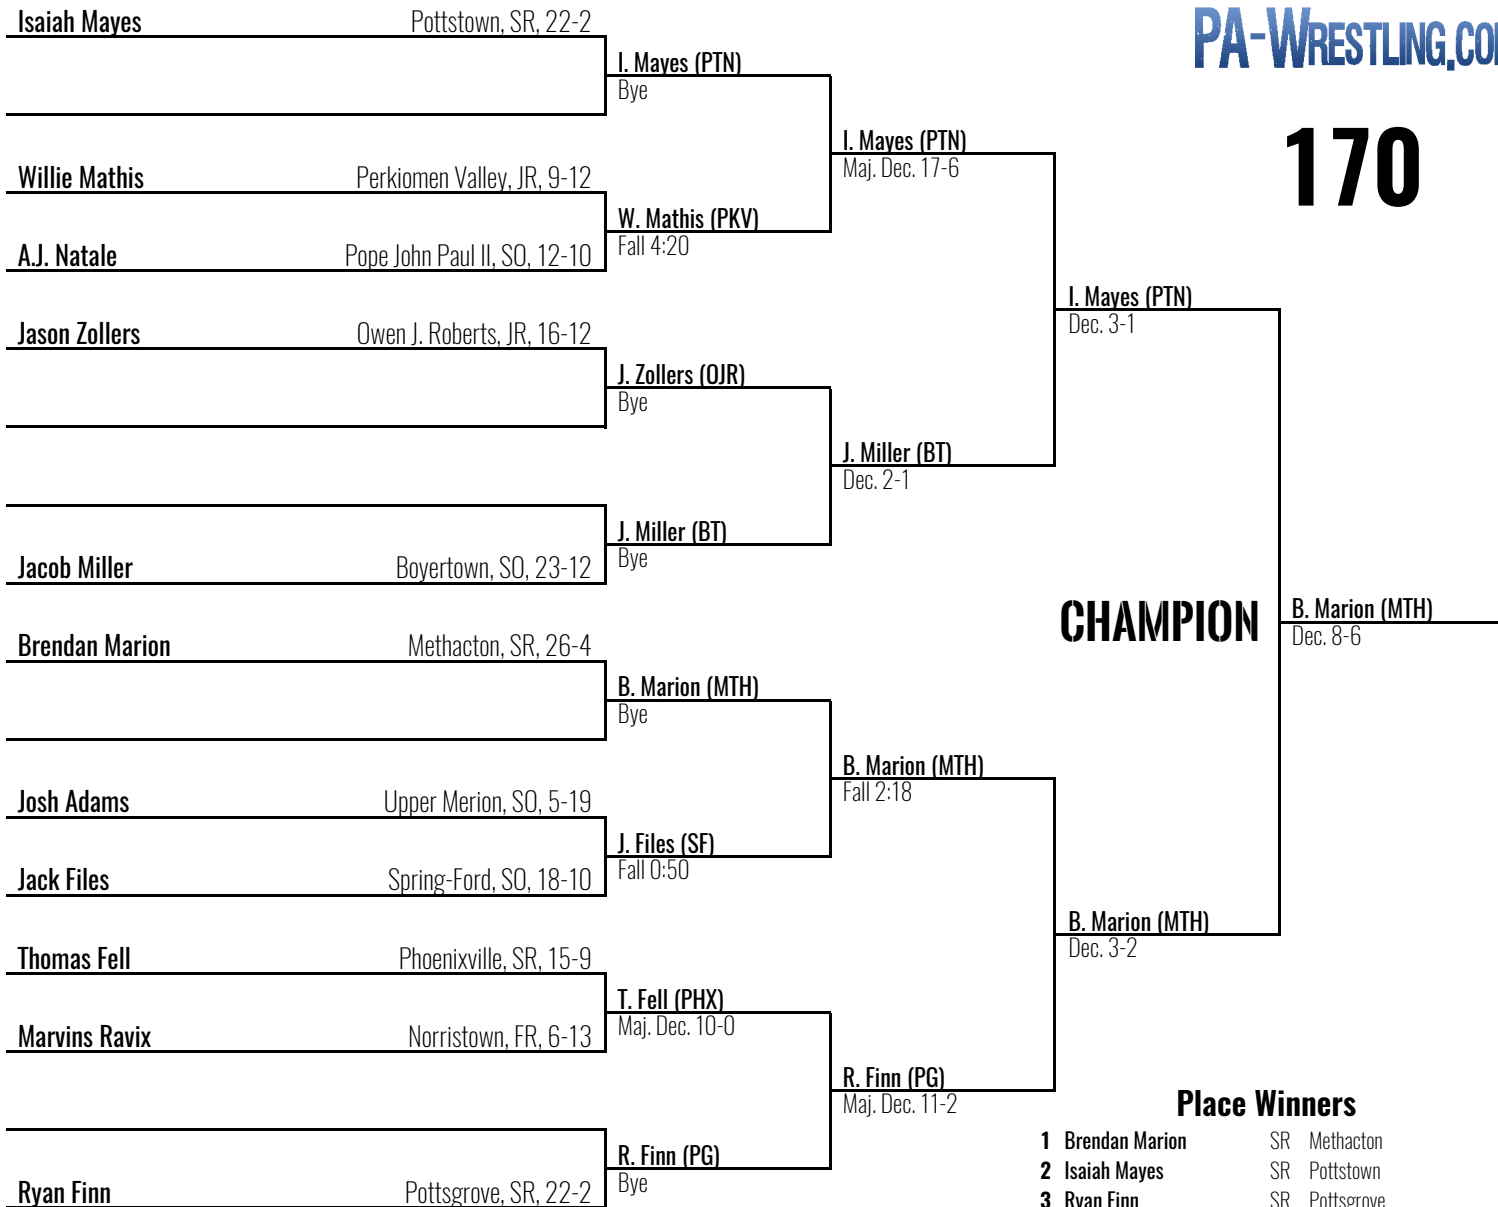 Isaiah Mayes Pottstown, SR, 22-2
PA-WRESTLING.CO
I. Mayes (PTN)
Bye
170
I. Mayes (PTN)
Maj. Dec. 17-6
Willie Mathis Perkiomen Valley, JR, 9-12
W. Mathis (PKV)
Fall 4:20
A.J. Natale Pope John Paul II, SO, 12-10
I. Mayes (PTN)
Dec. 3-1
Jason Zollers Owen J. Roberts, JR, 16-12
J. Zollers (OJR)
Bye
J. Miller (BT)
Dec. 2-1
J. Miller (BT)
Bye
Jacob Miller Boyertown, SO, 23-12
CHAMPION
B. Marion (MTH)
Dec. 8-6
Brendan Marion Methacton, SR, 26-4
B. Marion (MTH)
Bye
B. Marion (MTH)
Fall 2:18
Josh Adams Upper Merion, SO, 5-19
J. Files (SF)
Fall 0:50
Jack Files Spring-Ford, SO, 18-10
B. Marion (MTH)
Dec. 3-2
Thomas Fell Phoenixville, SR, 15-9
T. Fell (PHX)
Maj. Dec. 10-0
Marvins Ravix Norristown, FR, 6-13
R. Finn (PG)
Maj. Dec. 11-2
R. Finn (PG)
Bye
Ryan Finn Pottsgrove, SR, 22-2
Place Winners
1 Brendan Marion SR Methacton
2 Isaiah Mayes SR Pottstown
3 Ryan Finn SR Pottsgrove